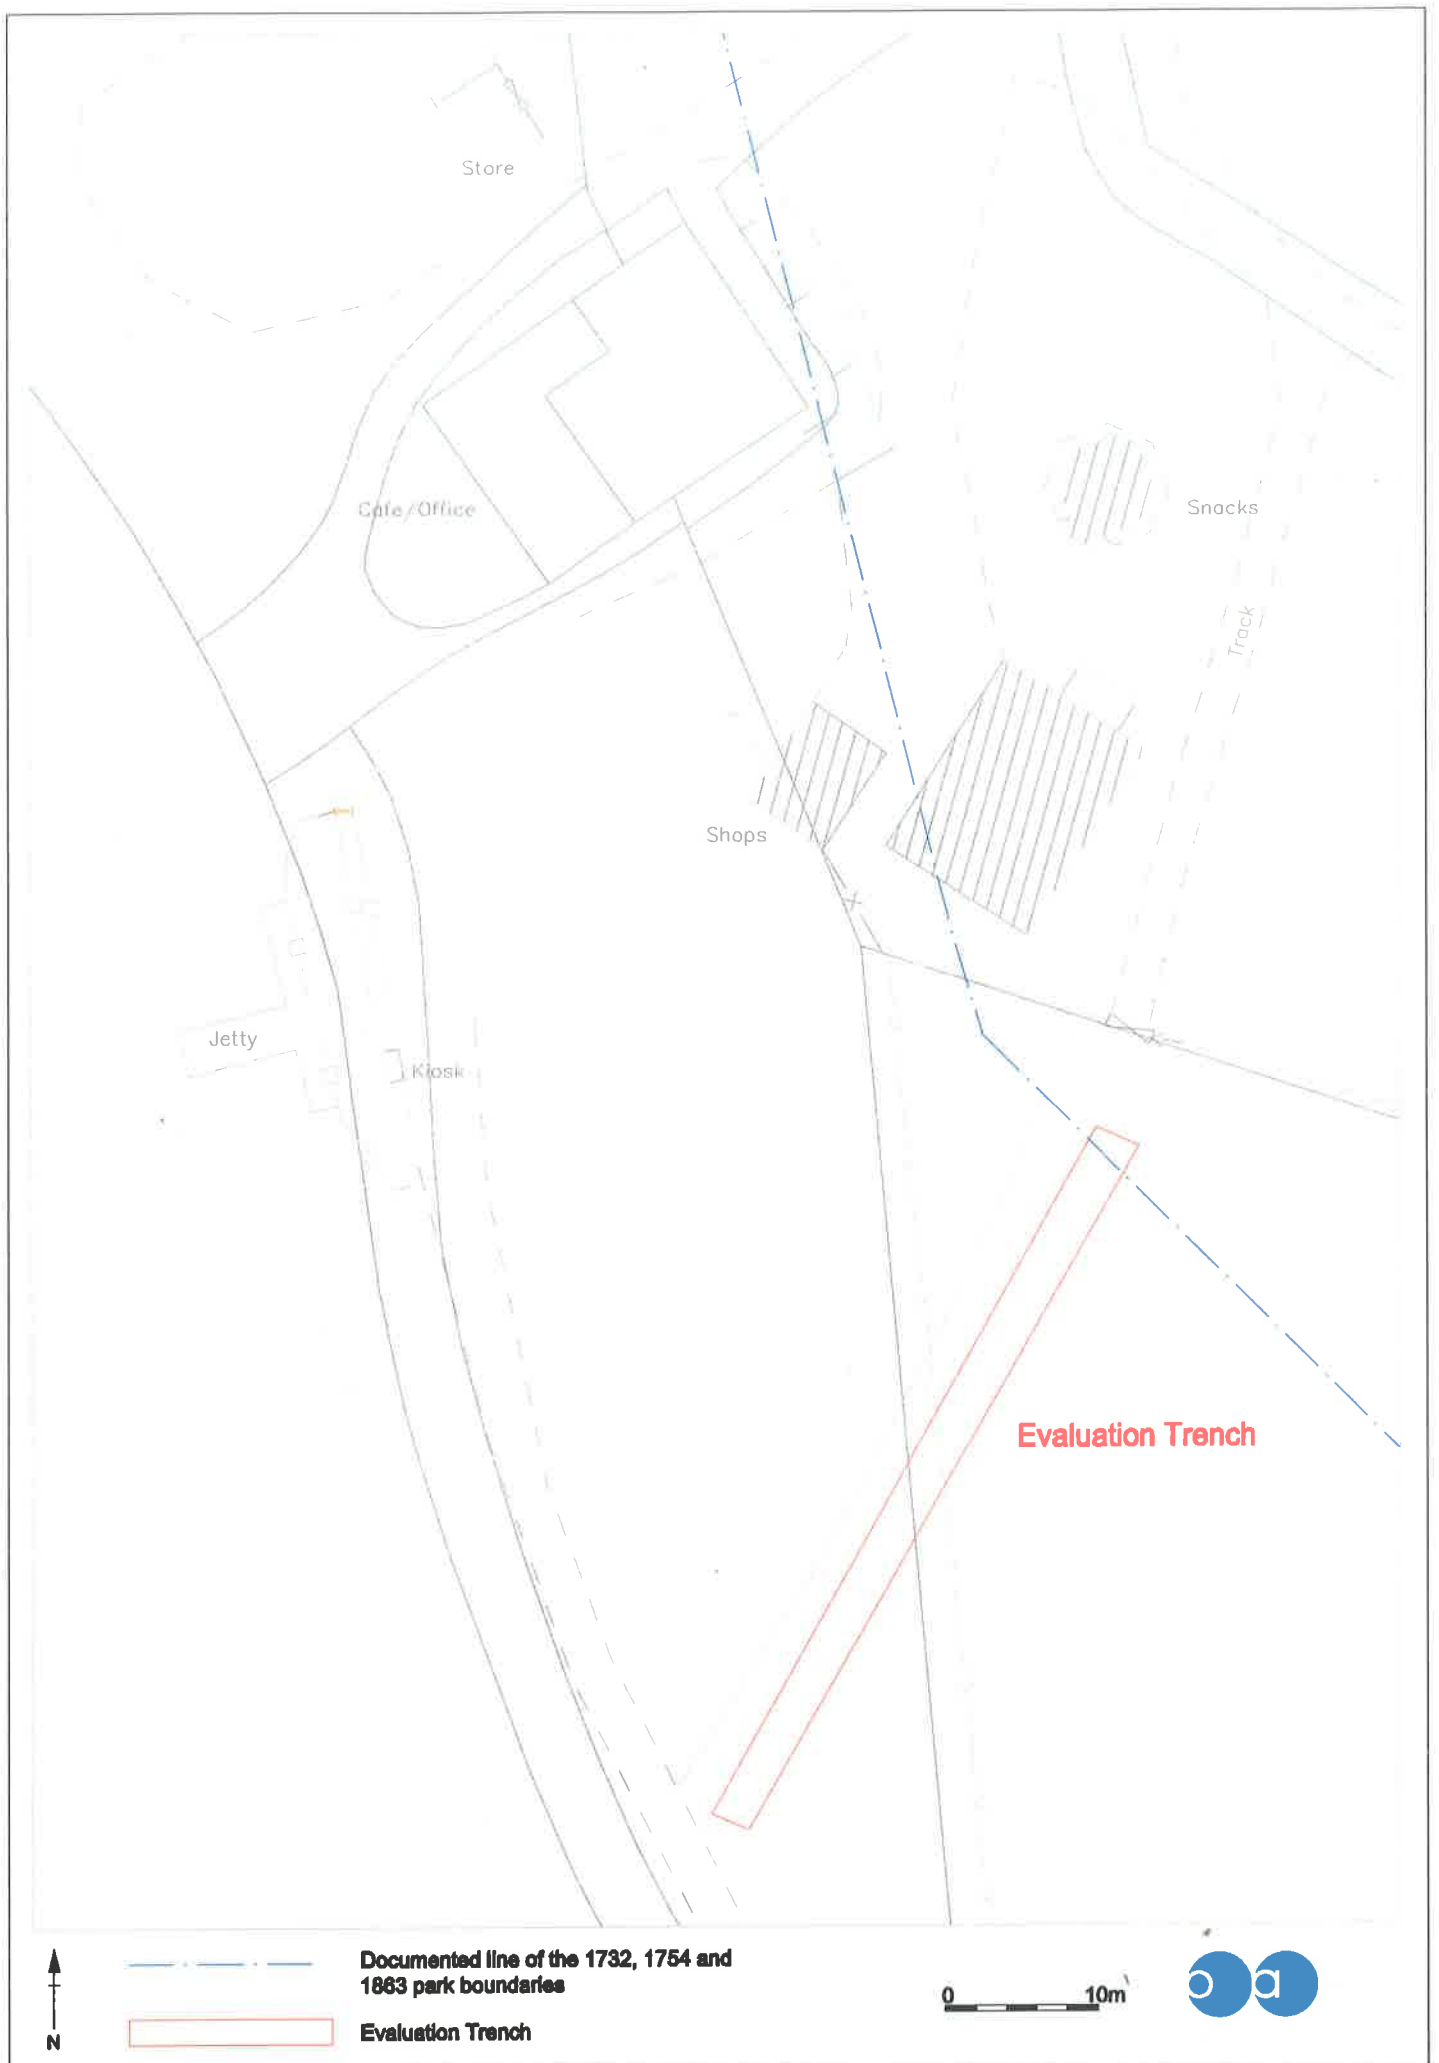 Store
Cafe/Office
Snacks
Track
Shops
Jetty
Kiosk
Evaluation Trench
Documented line of the 1732, 1754 and
1863 park boundaries
Evaluation Trench
N
0 10m
oa